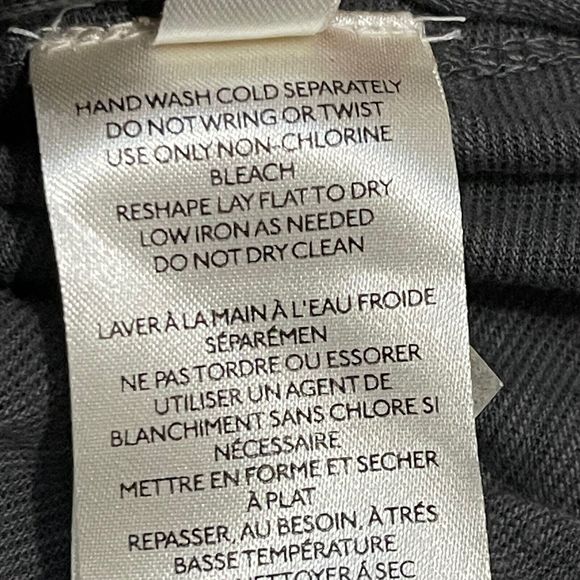 HAND WASH COLD SEPARATELY
DO NOT WRING OR TWIST
USE ONLY NON-CHLORINE
BLEACH
RESHAPE LAY FLAT TO DRY
LOW IRON AS NEEDED
DO NOT DRY CLEAN
LAVER À LA MAIN À L'EAU FROIDE
SÉPARÉMEN
NE PAS TORDRE OU ESSORER
UTILISER UN AGENT DE
BLANCHIMENT SANS CHLORE SI
NÉCESSAIRE
METTRE EN FORME ET SECHER
À PLAT
REPASSER, AU BESOIN, À TRÉS
BASSE TEMPÉRATURE
NETTOYER À SEC